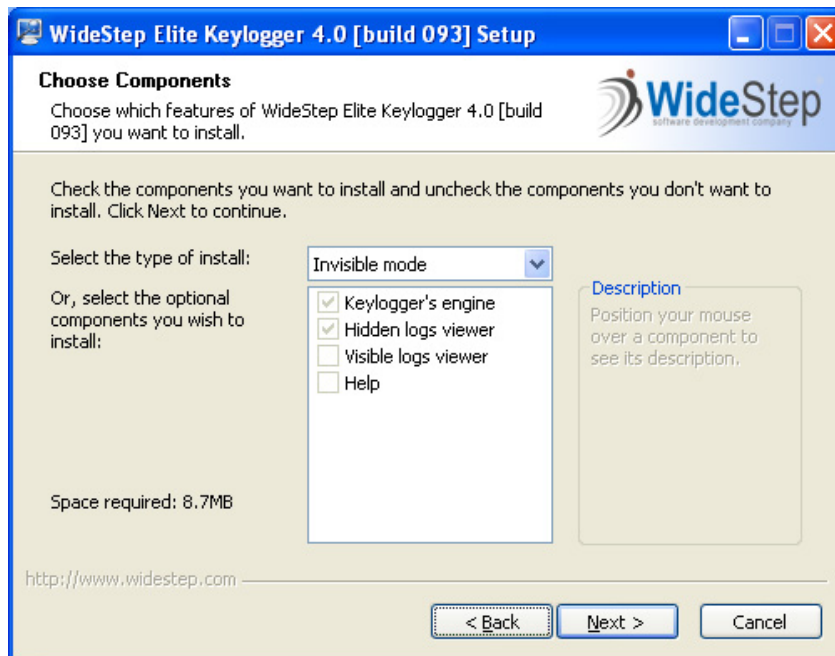 WideStep Elite Keylogger 4.0 [build 093] Setup
Choose Components
Choose which features of WideStep Elite Keylogger 4.0 [build
093] you want to install.
WideStep
software development company
Check the components you want to install and uncheck the components you don't want to
install. Click Next to continue.
Select the type of install:
Invisible mode
Or, select the optional
components you wish to
install:
Keylogger's engine
Hidden logs viewer
Visible logs viewer
Help
Description
Position your mouse
over a component to
see its description.
Space required: 8.7MB
http://www.widestep.com
< Back
Next >
Cancel